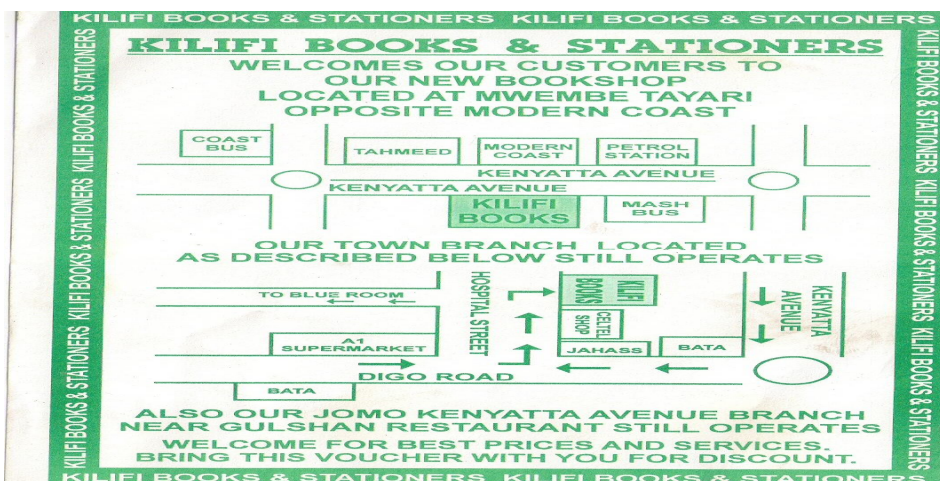 KILIFI BOOKS & STATIONERS KILIFI BOOKS & STATIONERS
KILIFI BOOKS & STATIONERS KILIFI BOOKS & STATIONERS
KILIFI BOOKS & STATIONERS
WELCOMES OUR CUSTOMERS TO
OUR NEW BOOKSHOP
LOCATED AT MWEMBE TAYARI
OPPOSITE MODERN COAST
COAST
BUS
TAHMEED
MODERN
COAST
PETROL
STATION
KENYATTA AVENUE
KENYATTA AVENUE
KILIFI
BOOKS
MASH
BUS
OUR TOWN BRANCH LOCATED
AS DESCRIBED BELOW STILL OPERATES
TO BLUE ROOM
HOSPITAL STREET
KILIFI
BOOKS
CELTEL
SHOP
KENYATTA
AVENUE
A1
SUPERMARKET
JAHASS
BATA
DIGO ROAD
BATA
ALSO OUR JOMO KENYATTA AVENUE BRANCH
NEAR GULSHAN RESTAURANT STILL OPERATES
WELCOME FOR BEST PRICES AND SERVICES.
BRING THIS VOUCHER WITH YOU FOR DISCOUNT.
KILIFI BOOKS & STATIONERS KILIFI BOOKS & STATIONERS
KILIFI BOOKS & STATIONERS KILIFI BOOKS & STATIONERS